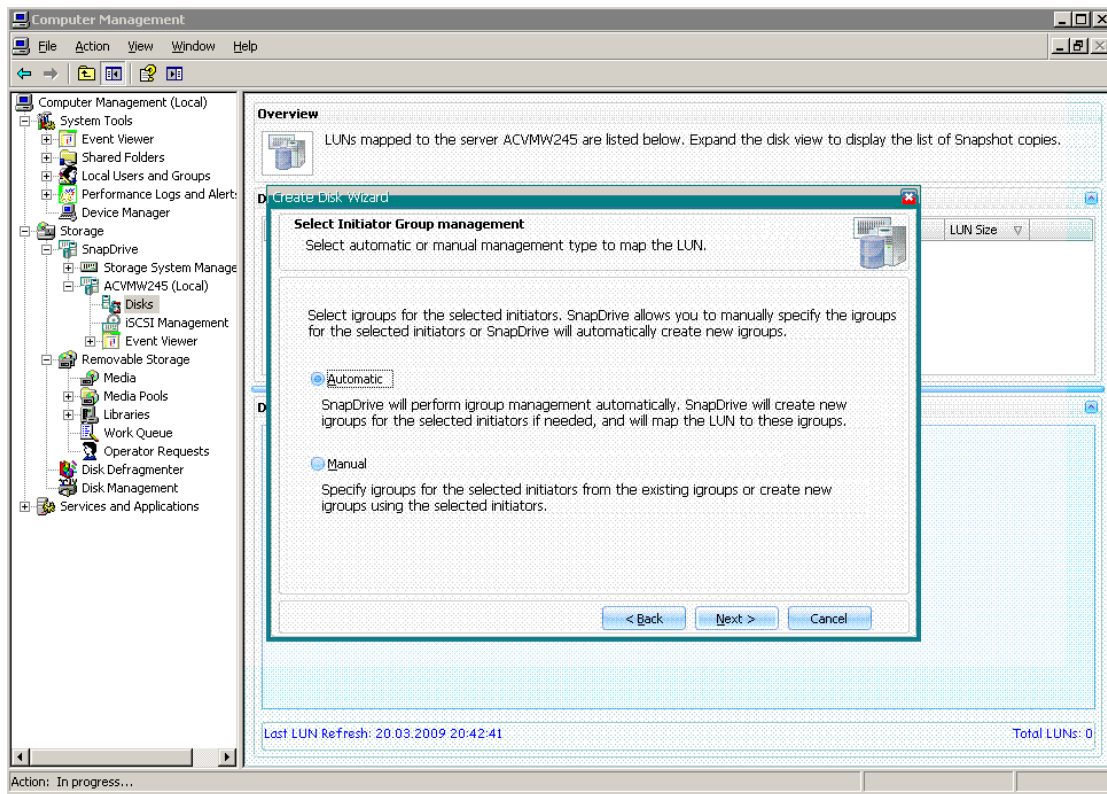 Computer Management
File Action View Window Help
Computer Management (Local)
System Tools
Event Viewer
Shared Folders
Local Users and Groups
Performance Logs and Alert
Device Manager
Storage
SnapDrive
Storage System Manage
ACVMW245 (Local)
Disks
iSCSI Management
Event Viewer
Removable Storage
Media
Media Pools
Libraries
Work Queue
Operator Requests
Disk Defragmenter
Disk Management
Services and Applications
Overview
LUNs mapped to the server ACVMW245 are listed below. Expand the disk view to display the list of Snapshot copies.
D
LUN Size
Create Disk Wizard
Select Initiator Group management
Select automatic or manual management type to map the LUN.
Select igroups for the selected initiators. SnapDrive allows you to manually specify the igroups
for the selected initiators or SnapDrive will automatically create new igroups.
Automatic
SnapDrive will perform igroup management automatically. SnapDrive will create new
igroups for the selected initiators if needed, and will map the LUN to these igroups.
Manual
Specify igroups for the selected initiators from the existing igroups or create new
igroups using the selected initiators.
< Back Next > Cancel
D
Last LUN Refresh: 20.03.2009 20:42:41 Total LUNs: 0
Action: In progress...